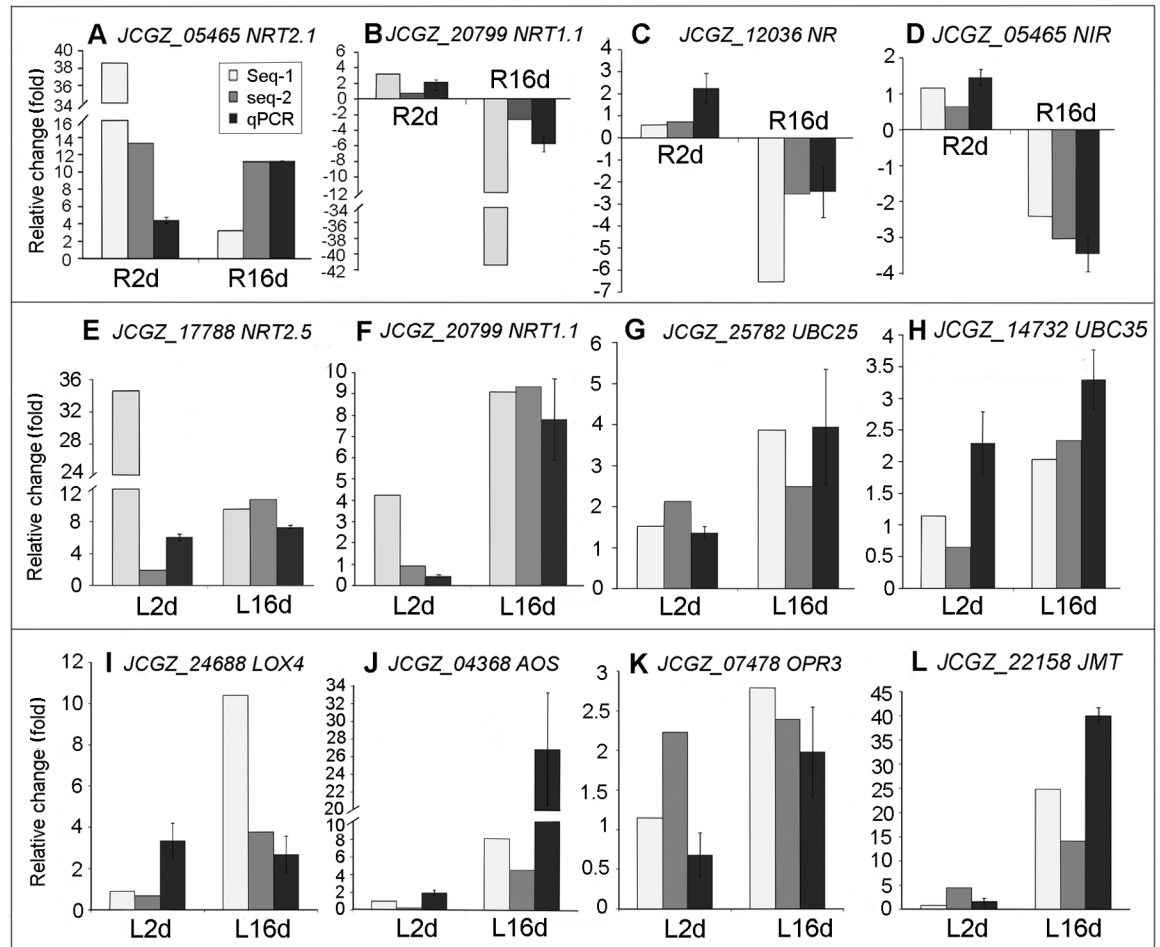 A JCGZ_05465 NRT2.1
B JCGZ_20799 NRT1.1
C JCGZ_12036 NR
D JCGZ_05465 NIR
Relative change (fold)
40
38
36
34
16
14
12
10
8
6
4
2
0
Seq-1
seq-2
qPCR
R2d
R16d
6
4
2
0
-2
-4
-6
-8
-10
-12
-34
-36
-38
-40
-42
R2d
R16d
4
3
2
1
0
-1
-2
-3
-4
-5
-6
-7
R2d
R16d
2
1
0
-1
-2
-3
-4
R2d
R16d
E JCGZ_17788 NRT2.5
F JCGZ_20799 NRT1.1
G JCGZ_25782 UBC25
H JCGZ_14732 UBC35
Relative change (fold)
36
32
28
24
12
8
4
0
L2d
L16d
10
9
8
7
6
5
4
3
2
1
0
L2d
L16d
6
5
4
3
2
1
0
L2d
L16d
4
3.5
3
2.5
2
1.5
1
0.5
0
L2d
L16d
I JCGZ_24688 LOX4
J JCGZ_04368 AOS
K JCGZ_07478 OPR3
L JCGZ_22158 JMT
Relative change (fold)
12
10
8
6
4
2
0
L2d
L16d
34
32
30
28
26
24
22
20
10
8
6
4
2
0
L2d
L16d
3
2.5
2
1.5
1
0.5
0
L2d
L16d
45
40
35
30
25
20
15
10
5
0
L2d
L16d